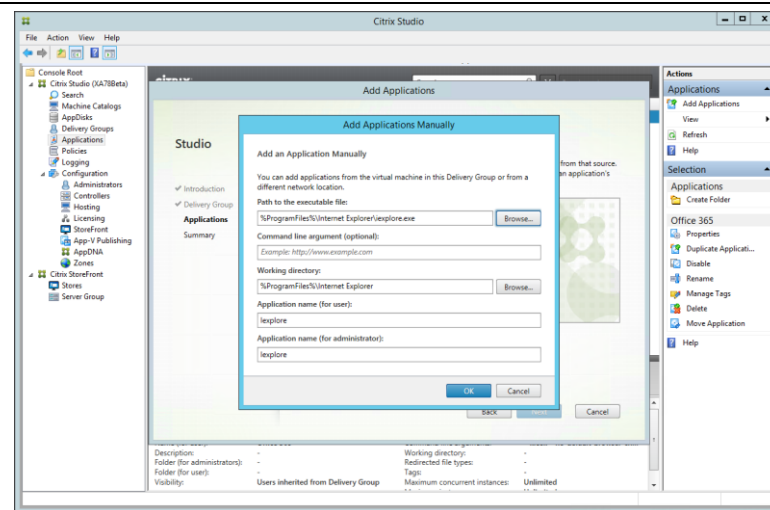 Citrix Studio
File Action View Help
Console Root
Citrix Studio (XA78Beta)
Search
Machine Catalogs
AppDisks
Delivery Groups
Applications
Policies
Logging
Configuration
Administrators
Controllers
Hosting
Licensing
StoreFront
App-V Publishing
AppDNA
Zones
Citrix StoreFront
Stores
Server Group
Add Applications
Studio
Introduction
Delivery Group
Applications
Summary
from that source.
an application's
Add Applications Manually
Add an Application Manually
You can add applications from the virtual machine in this Delivery Group or from a
different network location.
Path to the executable file:
%ProgramFiles%\Internet Explorer\iexplore.exe
Browse...
Command line argument (optional):
Example: http://www.example.com
Working directory:
%ProgramFiles%\Internet Explorer
Browse...
Application name (for user):
Iexplore
Application name (for administrator):
Iexplore
OK Cancel
Back Cancel
Description: -
Folder (for administrators): -
Folder (for user): -
Visibility: Users inherited from Delivery Group
Working directory: -
Redirected file types: -
Tags: -
Maximum concurrent instances: Unlimited
Actions
Applications
Add Applications
View
Refresh
Help
Selection
Applications
Create Folder
Office 365
Properties
Duplicate Applicati...
Disable
Rename
Manage Tags
Delete
Move Application
Help